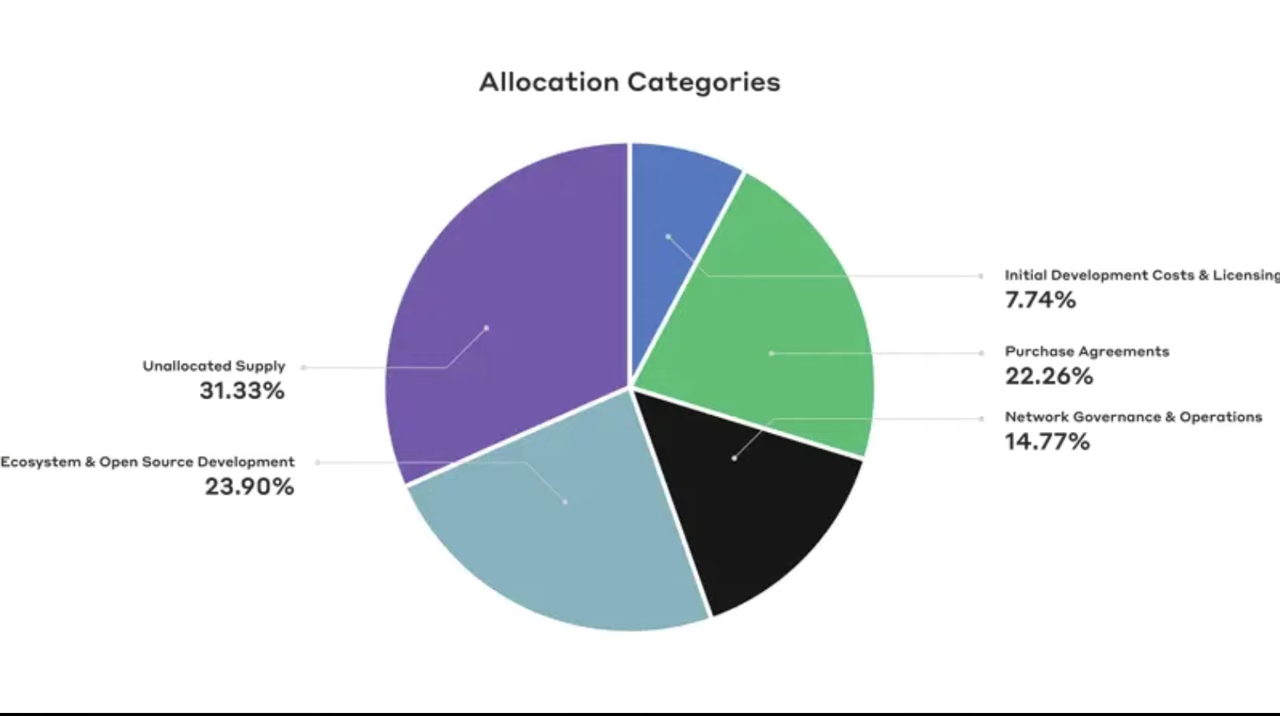 Allocation Categories
Initial Development Costs & Licensing
7.74%
Purchase Agreements
22.26%
Network Governance & Operations
14.77%
Unallocated Supply
31.33%
Ecosystem & Open Source Development
23.90%